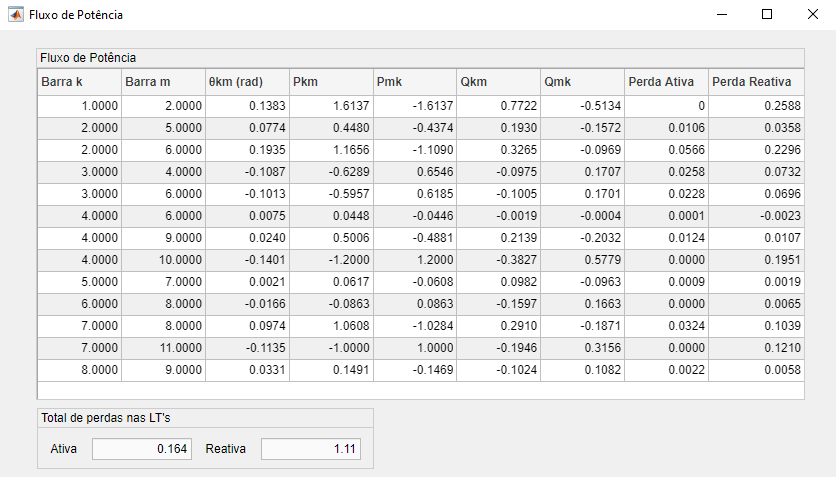 Fluxo de Potência
Fluxo de Potência
Barra k Barra m θkm (rad) Pkm Pmk Qkm Qmk Perda Ativa Perda Reativa
1.0000 2.0000 0.1383 1.6137 -1.6137 0.7722 -0.5134 0 0.2588
2.0000 5.0000 0.0774 0.4480 -0.4374 0.1930 -0.1572 0.0106 0.0358
2.0000 6.0000 0.1935 1.1656 -1.1090 0.3265 -0.0969 0.0566 0.2296
3.0000 4.0000 -0.1087 -0.6289 0.6546 -0.0975 0.1707 0.0258 0.0732
3.0000 6.0000 -0.1013 -0.5957 0.6185 -0.1005 0.1701 0.0228 0.0696
4.0000 6.0000 0.0075 0.0448 -0.0446 -0.0019 -0.0004 0.0001 -0.0023
4.0000 9.0000 0.0240 0.5006 -0.4881 0.2139 -0.2032 0.0124 0.0107
4.0000 10.0000 -0.1401 -1.2000 1.2000 -0.3827 0.5779 0.0000 0.1951
5.0000 7.0000 0.0021 0.0617 -0.0608 0.0982 -0.0963 0.0009 0.0019
6.0000 8.0000 -0.0166 -0.0863 0.0863 -0.1597 0.1663 0.0000 0.0065
7.0000 8.0000 0.0974 1.0608 -1.0284 0.2910 -0.1871 0.0324 0.1039
7.0000 11.0000 -0.1135 -1.0000 1.0000 -0.1946 0.3156 0.0000 0.1210
8.0000 9.0000 0.0331 0.1491 -0.1469 -0.1024 0.1082 0.0022 0.0058
Total de perdas nas LT's
Ativa 0.164 Reativa 1.11